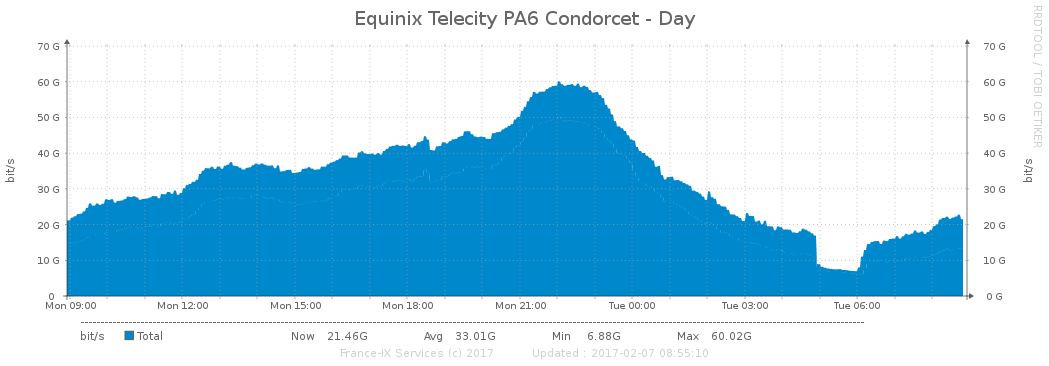 Equinix Telecity PA6 Condorcet - Day
RRDTOOL / TOBI OETIKER
70 G 70 G
60 G 60 G
50 G 50 G
40 G 40 G
30 G 30 G
20 G 20 G
10 G 10 G
0 0 G
bit/s bit/s
Mon 09:00 Mon 12:00 Mon 15:00 Mon 18:00 Mon 21:00 Tue 00:00 Tue 03:00 Tue 06:00
bit/s Total Now 21.46G Avg 33.01G Min 6.88G Max 60.02G
France-IX Services (c) 2017 Updated : 2017-02-07 08:55:10